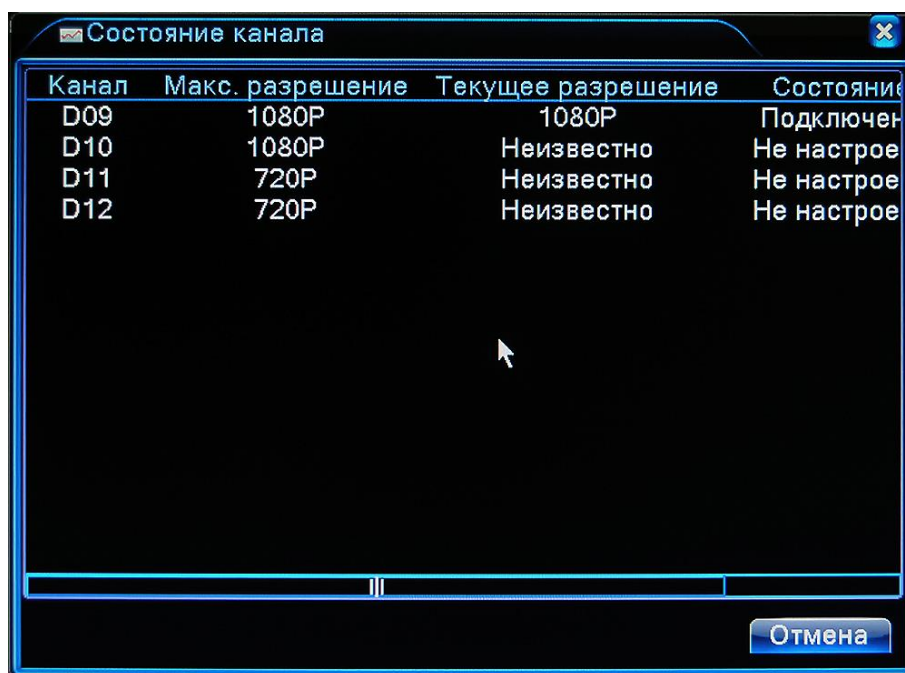 Состояние канала
Канал Макс. разрешение Текущее разрешение Состояние
D09 1080P 1080P Подключен
D10 1080P Неизвестно Не настрое
D11 720P Неизвестно Не настрое
D12 720P Неизвестно Не настрое
Отмена